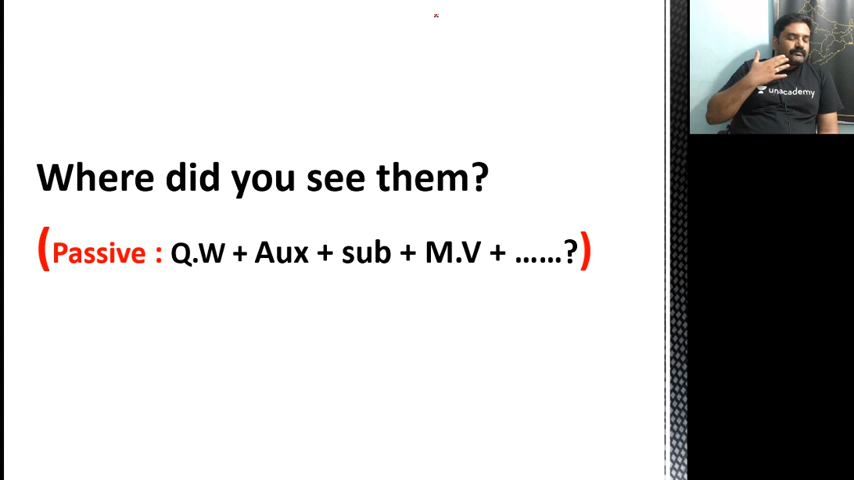 Where did you see them?
(Passive : Q.W + Aux + sub + M.V + ......?)
unacademy